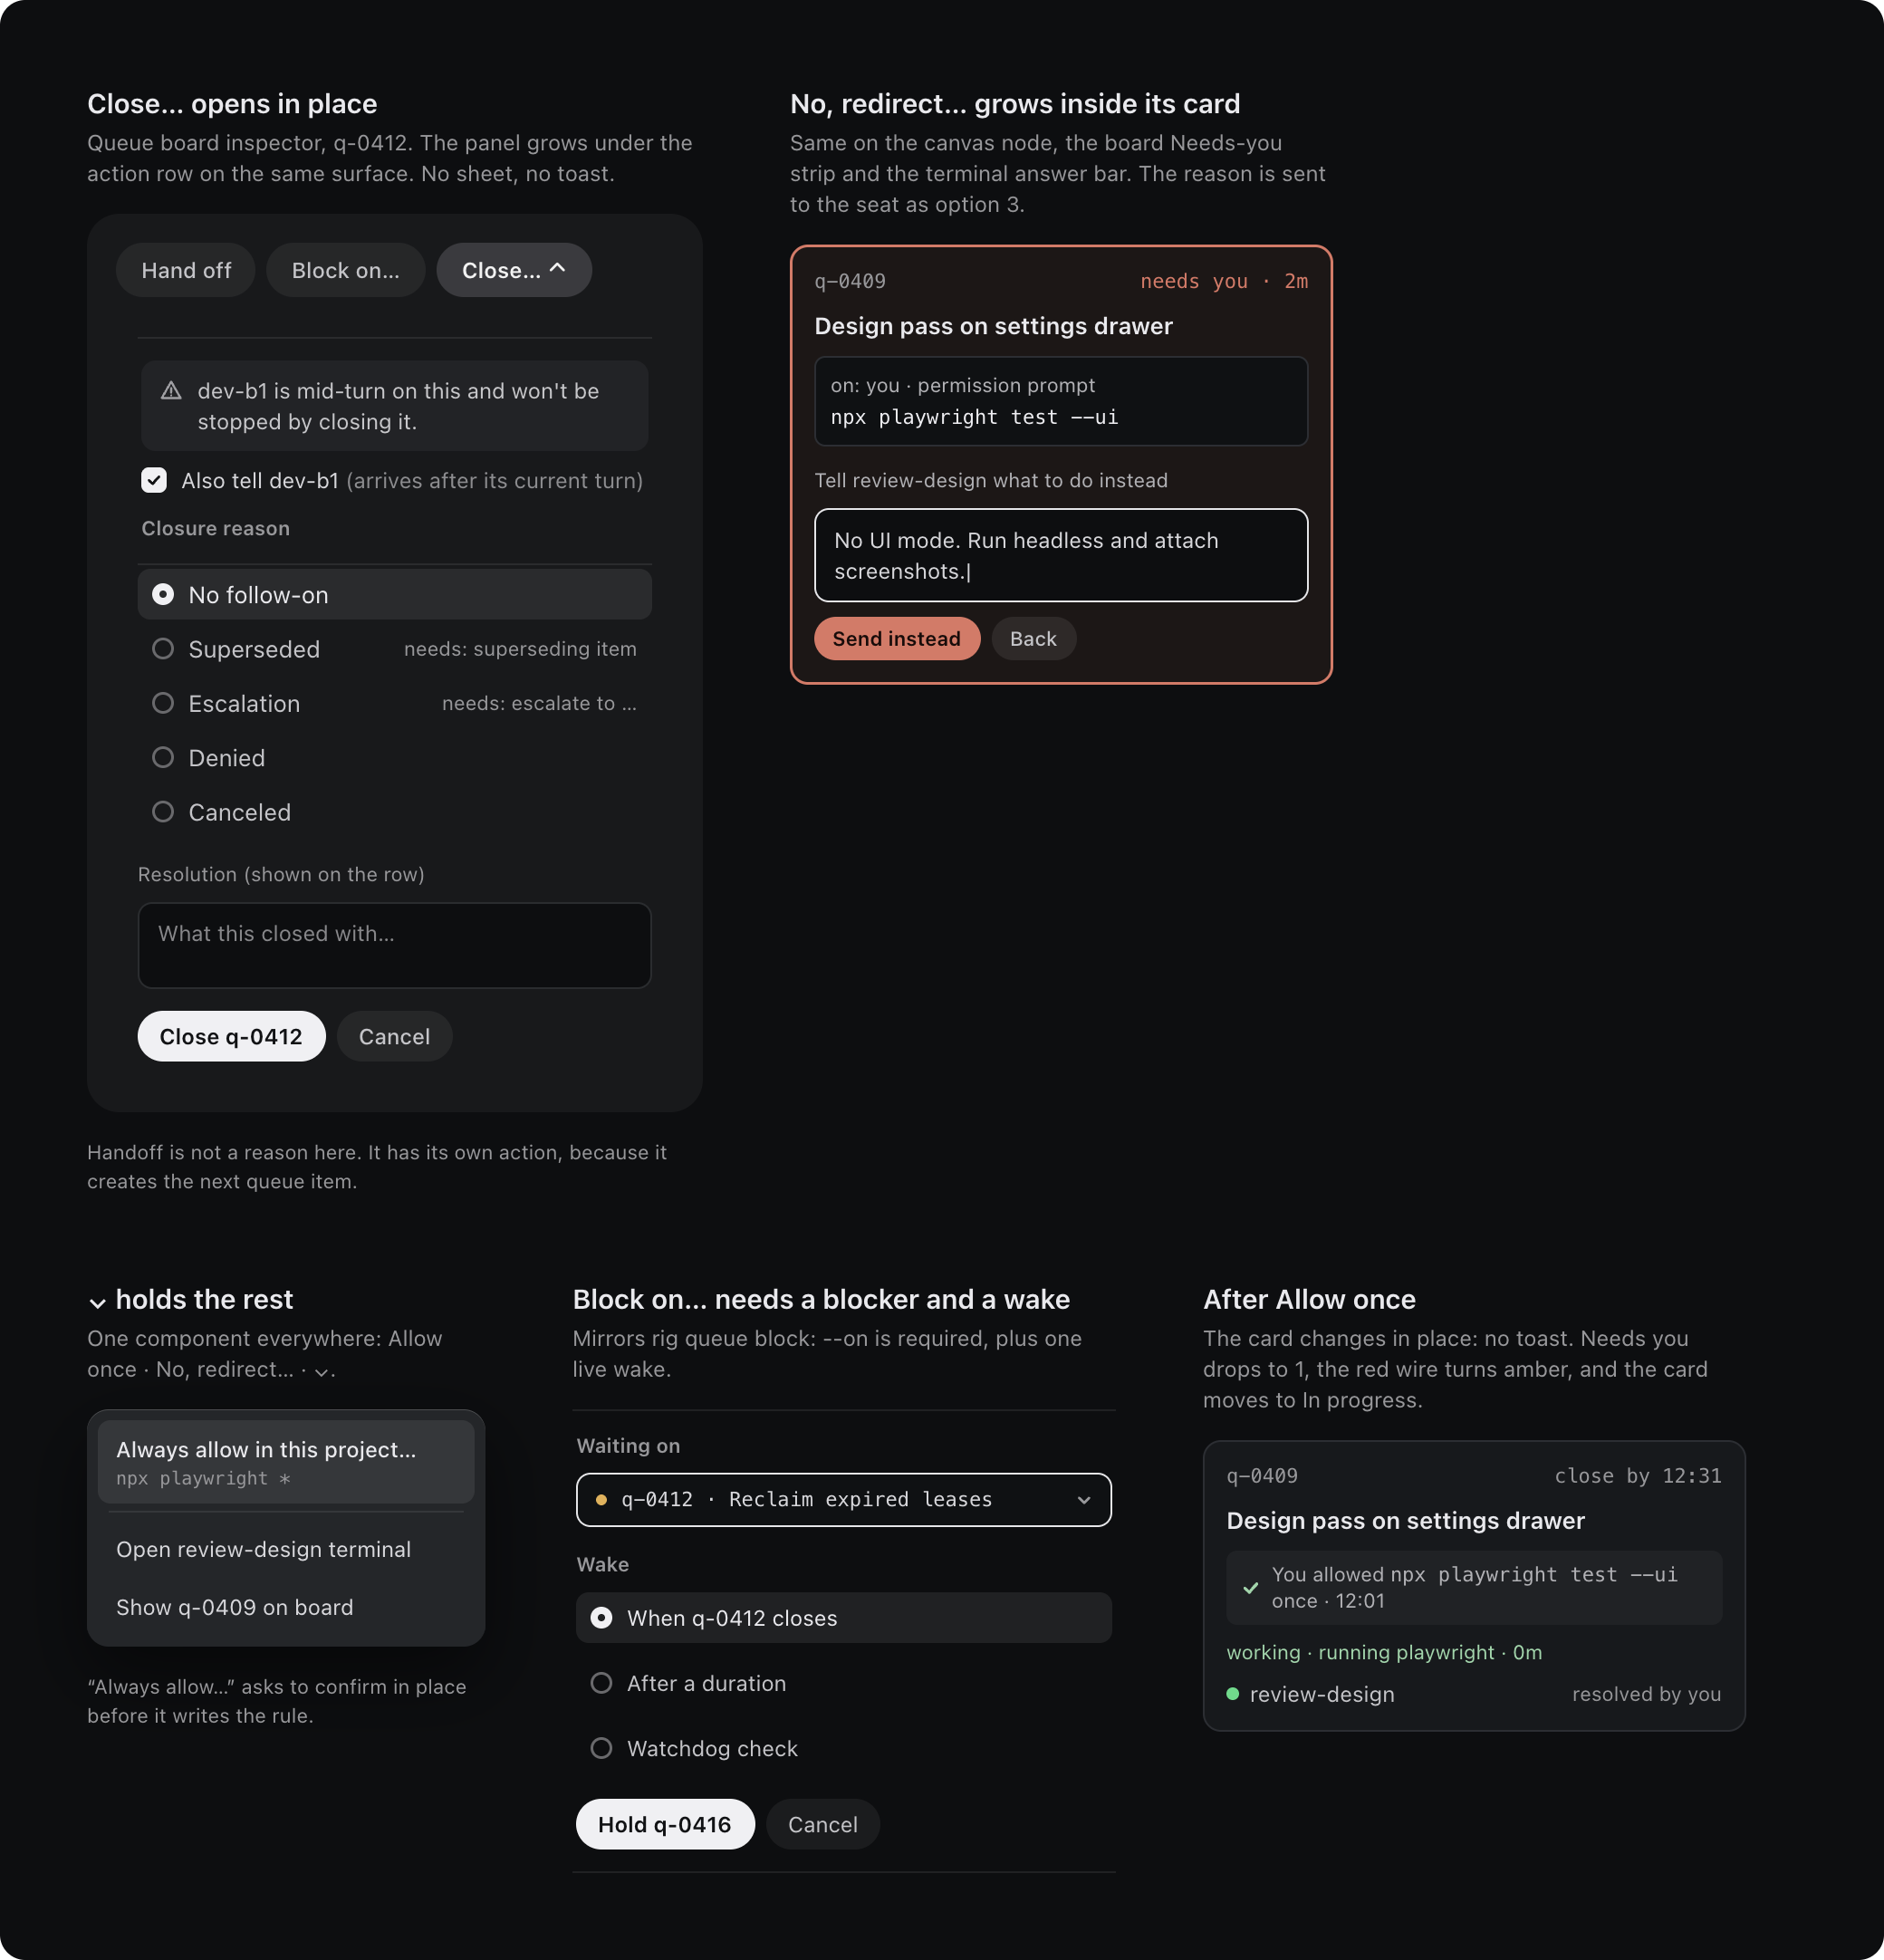 Close... opens in place
Queue board inspector, q-0412. The panel grows under the
action row on the same surface. No sheet, no toast.
Hand off
Block on...
Close...
dev-b1 is mid-turn on this and won't be
stopped by closing it.
Also tell dev-b1 (arrives after its current turn)
Closure reason
No follow-on
Superseded needs: superseding item
Escalation needs: escalate to ...
Denied
Canceled
Resolution (shown on the row)
What this closed with...
Close q-0412
Cancel
Handoff is not a reason here. It has its own action, because it
creates the next queue item.
No, redirect... grows inside its card
Same on the canvas node, the board Needs-you
strip and the terminal answer bar. The reason is sent
to the seat as option 3.
q-0409 needs you · 2m
Design pass on settings drawer
on: you · permission prompt
npx playwright test --ui
Tell review-design what to do instead
No UI mode. Run headless and attach
screenshots.|
Send instead
Back
holds the rest
One component everywhere: Allow
once · No, redirect... · ⌄.
Always allow in this project...
npx playwright *
Open review-design terminal
Show q-0409 on board
“Always allow...” asks to confirm in place
before it writes the rule.
Block on... needs a blocker and a wake
Mirrors rig queue block: --on is required, plus one
live wake.
Waiting on
q-0412 · Reclaim expired leases
Wake
When q-0412 closes
After a duration
Watchdog check
Hold q-0416
Cancel
After Allow once
The card changes in place: no toast. Needs you
drops to 1, the red wire turns amber, and the card
moves to In progress.
q-0409 close by 12:31
Design pass on settings drawer
You allowed npx playwright test --ui
once · 12:01
working · running playwright · 0m
review-design resolved by you